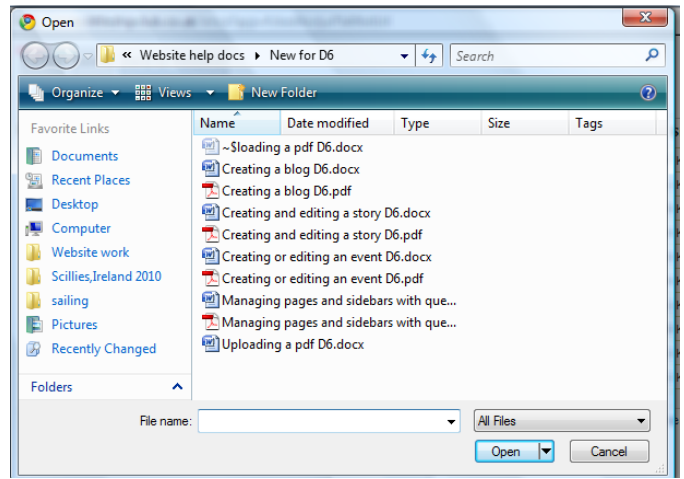 Open
« Website help docs ▸ New for D6 Search
Organize Views New Folder
Favorite Links
Documents
Recent Places
Desktop
Computer
Website work
Scillies,Ireland 2010
sailing
Pictures
Recently Changed
Folders
Name Date modified Type Size Tags
~$loading a pdf D6.docx
Creating a blog D6.docx
Creating a blog D6.pdf
Creating and editing a story D6.docx
Creating and editing a story D6.pdf
Creating or editing an event D6.docx
Creating or editing an event D6.pdf
Managing pages and sidebars with que...
Managing pages and sidebars with que...
Uploading a pdf D6.docx
File name: All Files
Open Cancel